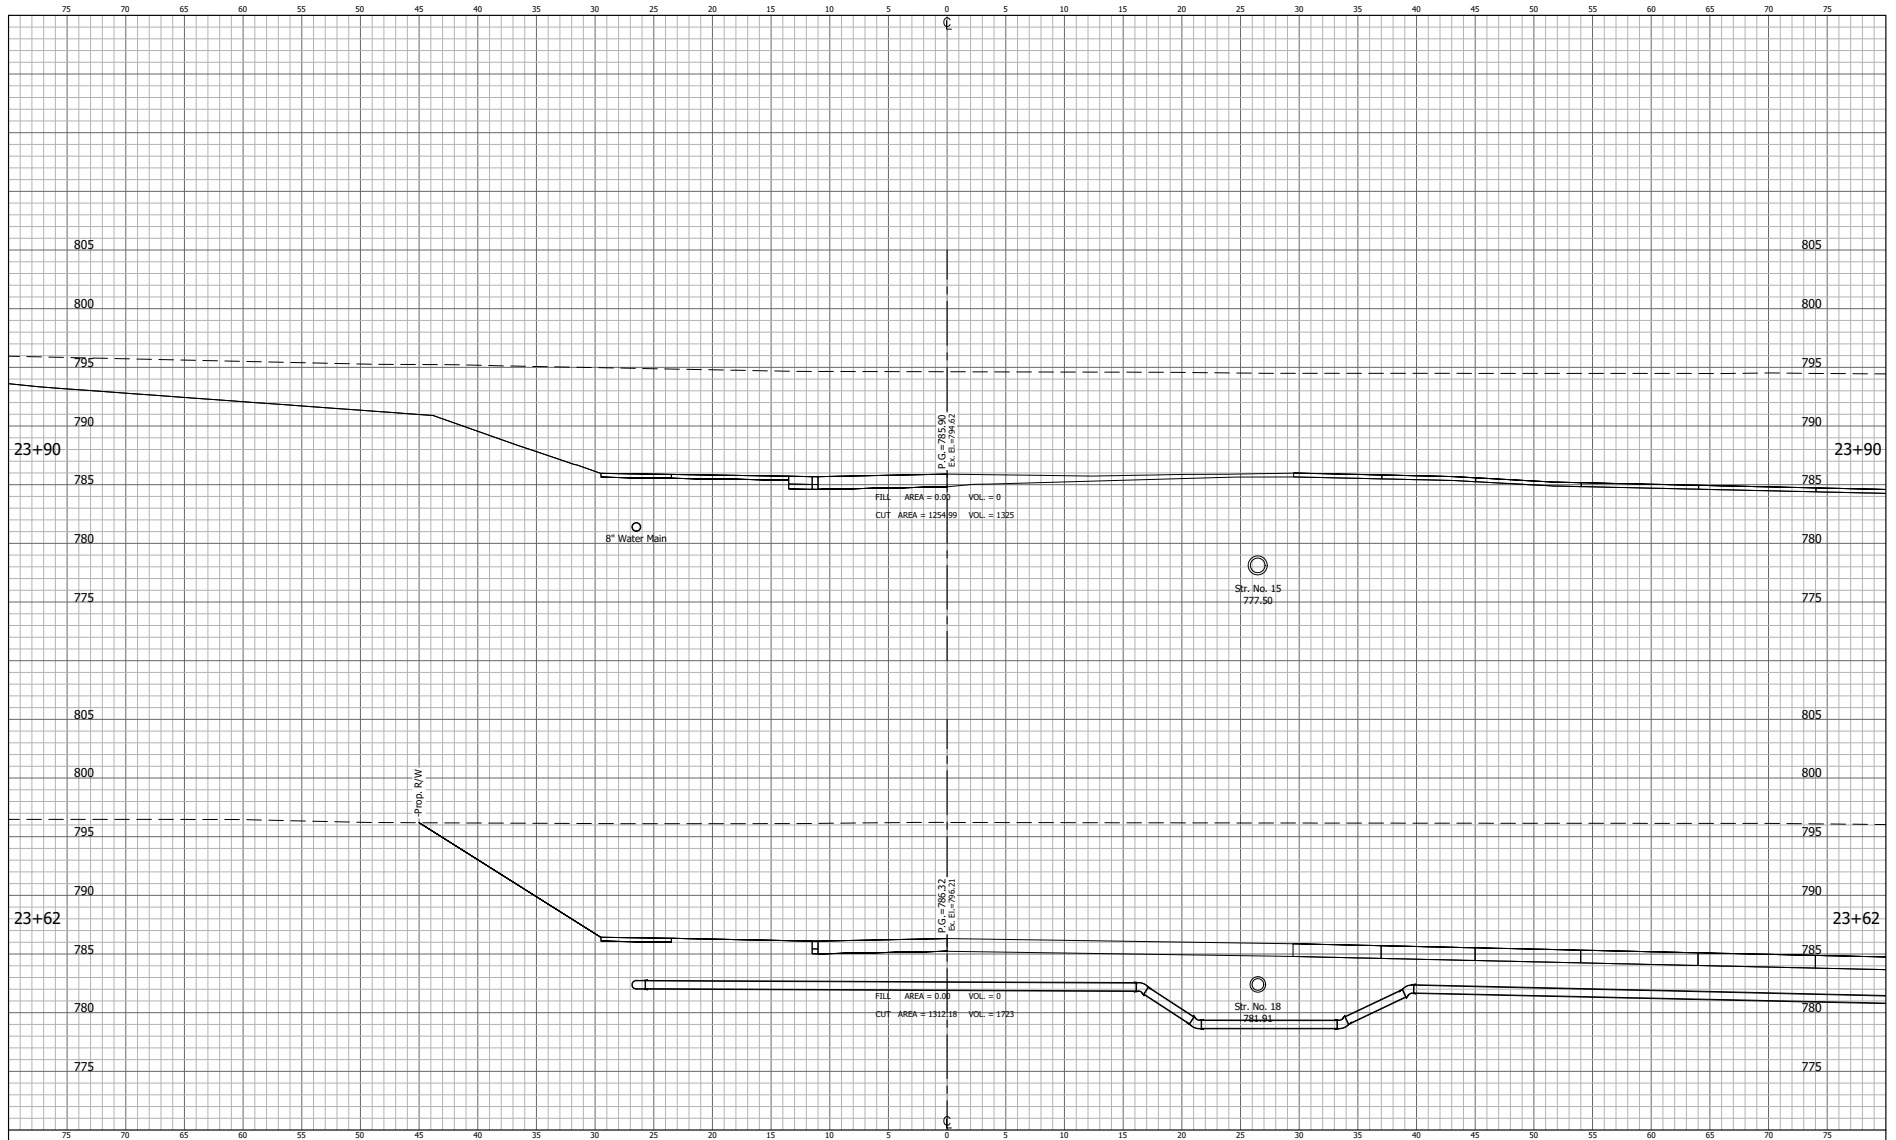 75 70 65 60 55 50 45 40 35 30 25 20 15 10 5 0 5 10 15 20 25 30 35 40 45 50 55 60 65 70 75
℄
805 805
800 800
795 795
790 790
P.G.=785.90
Ex. El.=794.62
23+90 23+90
785 785
FILL AREA = 0.00 VOL. = 0
CUT AREA = 1254.99 VOL. = 1325
8" Water Main
780 780
Str. No. 15
777.50
775 775
805 805
800 800
Prop. R/W
795 795
790 790
P.G.=786.32
Ex. El.=796.21
23+62 23+62
785 785
FILL AREA = 0.00 VOL. = 0
CUT AREA = 1312.18 VOL. = 1723
Str. No. 18
781.91
780 780
775 775
℄
75 70 65 60 55 50 45 40 35 30 25 20 15 10 5 0 5 10 15 20 25 30 35 40 45 50 55 60 65 70 75